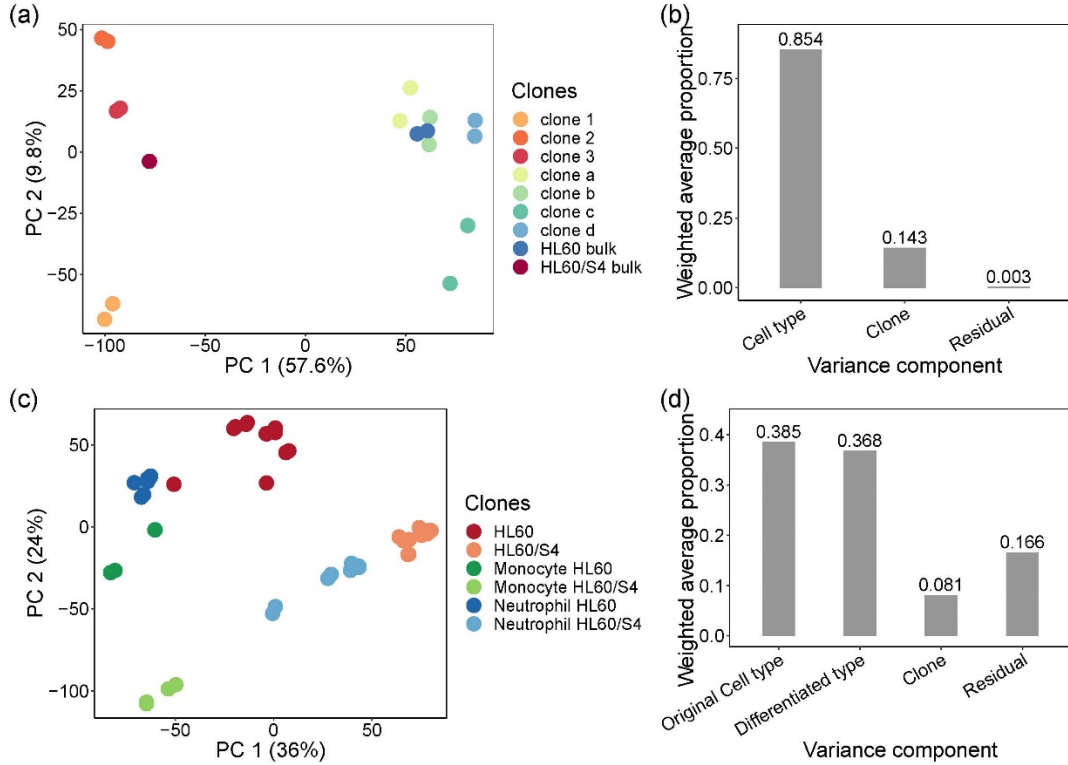 (a)
50
25
0
−25
−50
PC 2 (9.8%)
−100
−50
0
50
PC 1 (57.6%)
Clones
clone 1
clone 2
clone 3
clone a
clone b
clone c
clone d
HL60 bulk
HL60/S4 bulk
(b)
Weighted average proportion
0.75
0.50
0.25
0.00
0.854
0.143
0.003
Cell type
Clone
Residual
Variance component
(c)
50
0
−50
−100
PC 2 (24%)
−50
0
50
PC 1 (36%)
Clones
HL60
HL60/S4
Monocyte HL60
Monocyte HL60/S4
Neutrophil HL60
Neutrophil HL60/S4
(d)
Weighted average proportion
0.4
0.3
0.2
0.1
0.0
0.385
0.368
0.081
0.166
Original Cell type
Differentiated type
Clone
Residual
Variance component